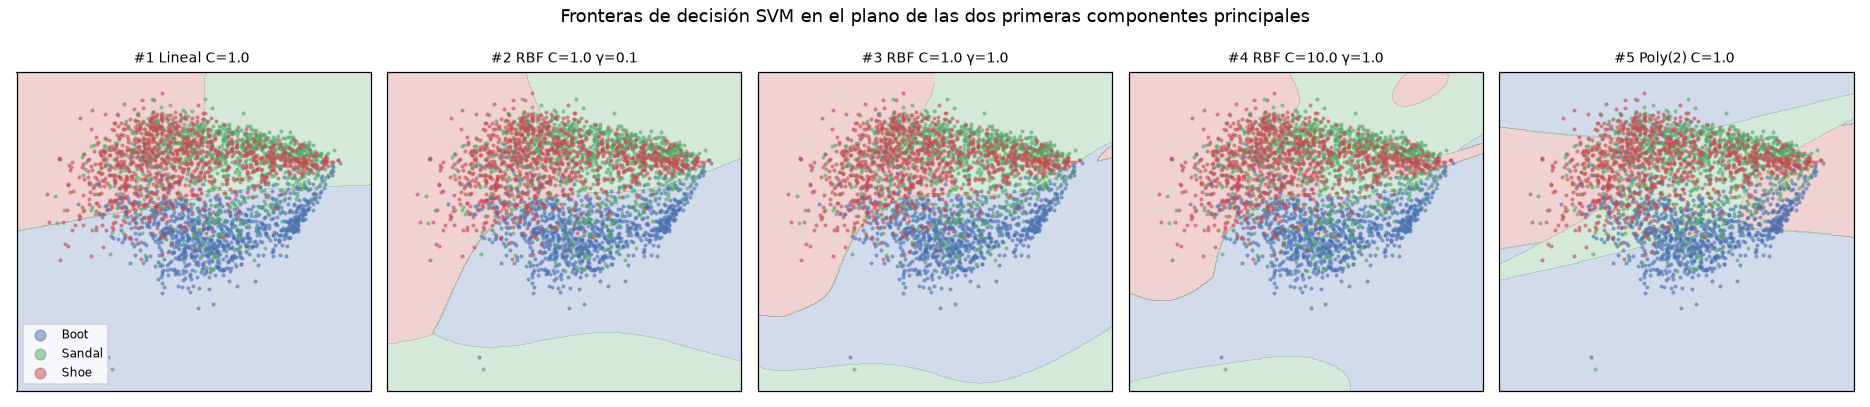 Fronteras de decisión SVM en el plano de las dos primeras componentes principales
#1 Lineal C=1.0
#2 RBF C=1.0 γ=0.1
#3 RBF C=1.0 γ=1.0
#4 RBF C=10.0 γ=1.0
#5 Poly(2) C=1.0
Boot
Sandal
Shoe